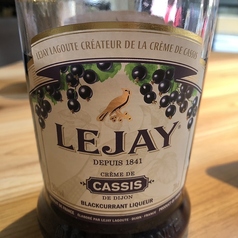 LEJAY LAGOUTE CRÉATEUR DE LA CRÈME DE CASSIS
LEJAY
DEPUIS 1841
CRÈME DE
CASSIS
DE DIJON
BLACKCURRANT LIQUEUR